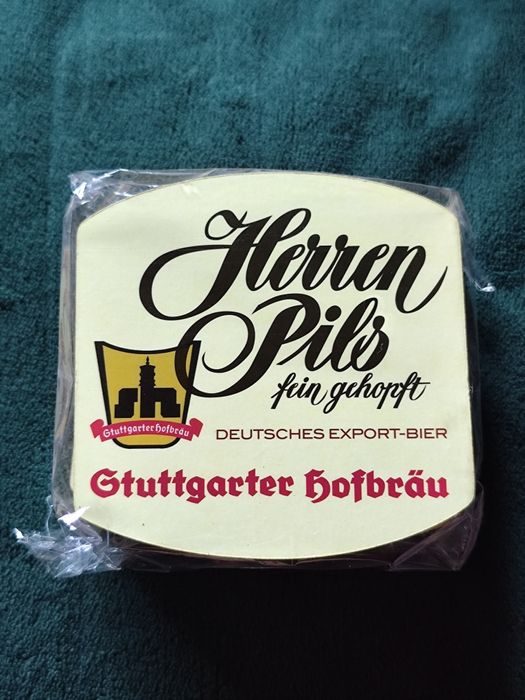 Herren
Pils
fein gehopft
Stuttgarter Hofbräu
DEUTSCHES EXPORT-BIER
Stuttgarter Hofbräu